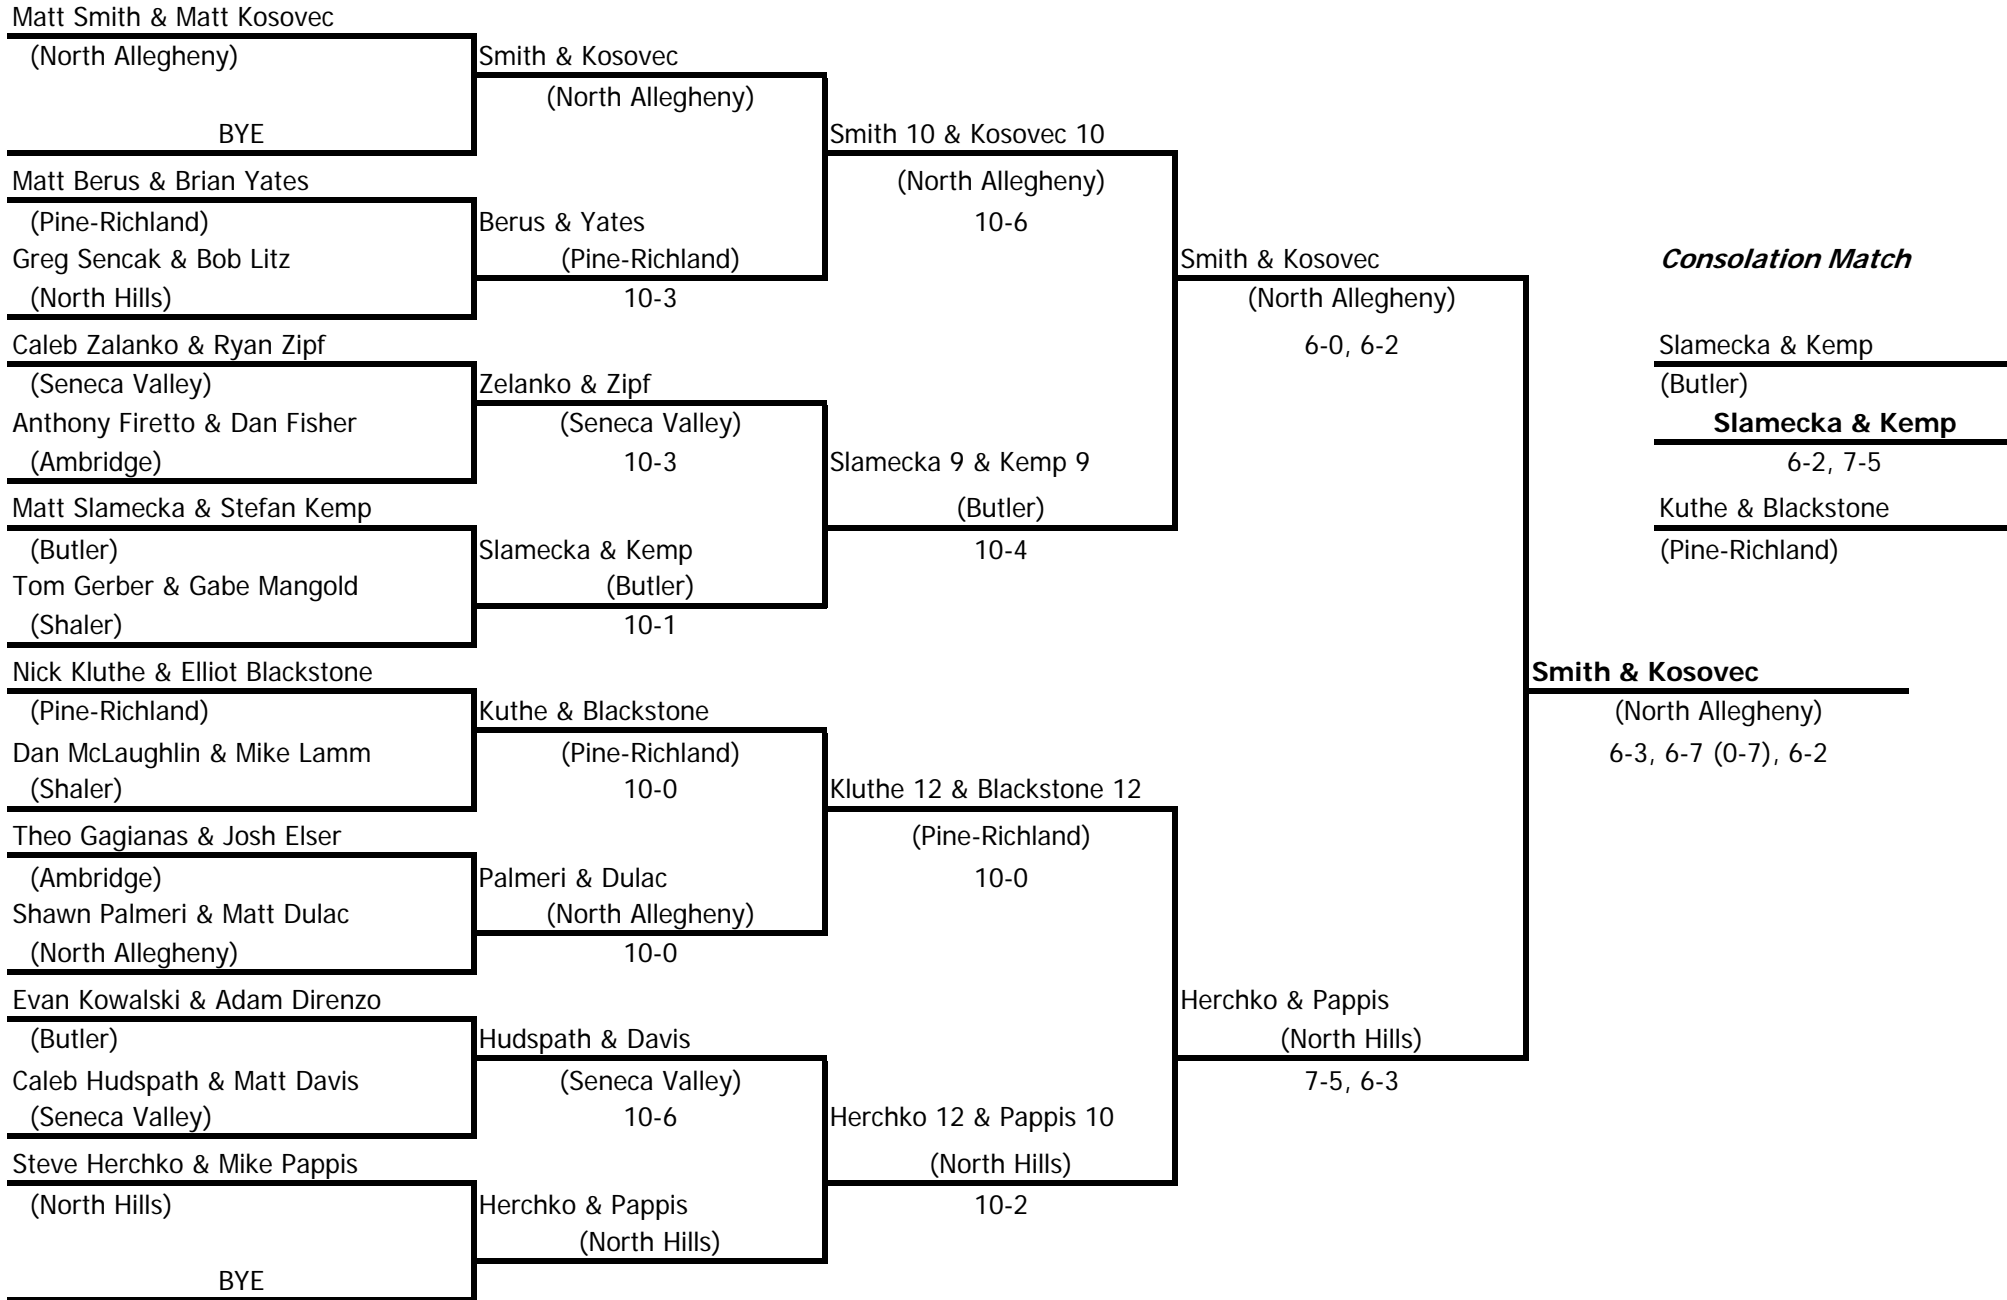 Matt Smith & Matt Kosovec
(North Allegheny)
BYE
Matt Berus & Brian Yates
(Pine-Richland)
Greg Sencak & Bob Litz
(North Hills)
Caleb Zalanko & Ryan Zipf
(Seneca Valley)
Anthony Firetto & Dan Fisher
(Ambridge)
Matt Slamecka & Stefan Kemp
(Butler)
Tom Gerber & Gabe Mangold
(Shaler)
Nick Kluthe & Elliot Blackstone
(Pine-Richland)
Dan McLaughlin & Mike Lamm
(Shaler)
Theo Gagianas & Josh Elser
(Ambridge)
Shawn Palmeri & Matt Dulac
(North Allegheny)
Evan Kowalski & Adam Direnzo
(Butler)
Caleb Hudspath & Matt Davis
(Seneca Valley)
Steve Herchko & Mike Pappis
(North Hills)
BYE
Smith & Kosovec
(North Allegheny)
Berus & Yates
(Pine-Richland)
10-3
Zelanko & Zipf
(Seneca Valley)
10-3
Slamecka & Kemp
(Butler)
10-1
Kuthe & Blackstone
(Pine-Richland)
10-0
Palmeri & Dulac
(North Allegheny)
10-0
Hudspath & Davis
(Seneca Valley)
10-6
Herchko & Pappis
(North Hills)
Smith 10 & Kosovec 10
(North Allegheny)
10-6
Slamecka 9 & Kemp 9
(Butler)
10-4
Kluthe 12 & Blackstone 12
(Pine-Richland)
10-0
Herchko 12 & Pappis 10
(North Hills)
10-2
Smith & Kosovec
(North Allegheny)
6-0, 6-2
Herchko & Pappis
(North Hills)
7-5, 6-3
Smith & Kosovec
(North Allegheny)
6-3, 6-7 (0-7), 6-2
Consolation Match
Slamecka & Kemp
(Butler)
Slamecka & Kemp
6-2, 7-5
Kuthe & Blackstone
(Pine-Richland)